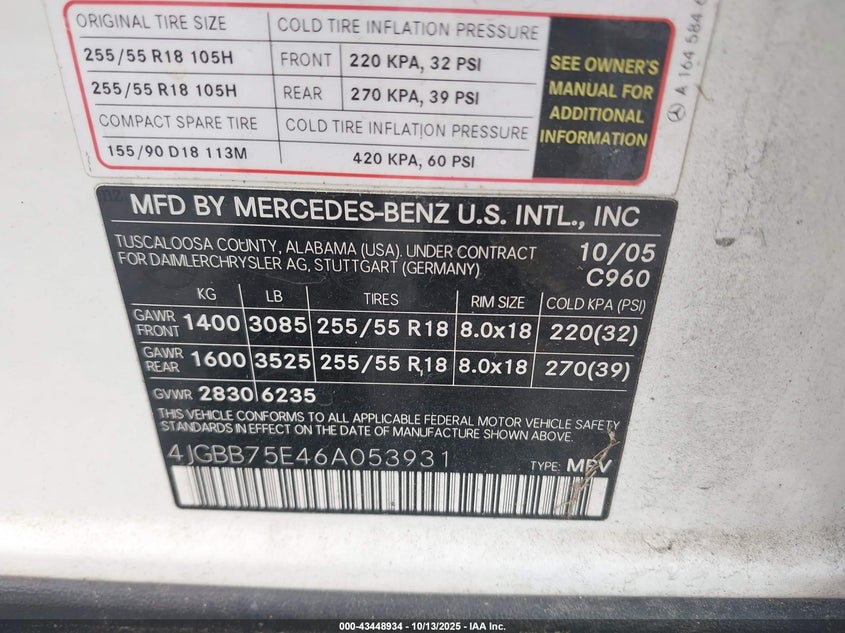 ORIGINAL TIRE SIZE COLD TIRE INFLATION PRESSURE
255/55 R18 105H FRONT 220 KPA, 32 PSI
255/55 R18 105H REAR 270 KPA, 39 PSI
COMPACT SPARE TIRE COLD TIRE INFLATION PRESSURE
155/90 D18 113M 420 KPA, 60 PSI
SEE OWNER'S
MANUAL FOR
ADDITIONAL
INFORMATION
A 164 584
MFD BY MERCEDES-BENZ U.S. INTL., INC
TUSCALOOSA COUNTY, ALABAMA (USA). UNDER CONTRACT 10/05
FOR DAIMLERCHRYSLER AG, STUTTGART (GERMANY) C960
KG LB TIRES RIM SIZE COLD KPA (PSI)
GAWR FRONT 1400 3085 255/55 R18 8.0x18 220(32)
GAWR REAR 1600 3525 255/55 R18 8.0x18 270(39)
GVWR 2830 6235
THIS VEHICLE CONFORMS TO ALL APPLICABLE FEDERAL MOTOR VEHICLE SAFETY
STANDARDS IN EFFECT ON THE DATE OF MANUFACTURE SHOWN ABOVE.
4JGBB75E46A053931 TYPE: MPV
000-43448934 - 10/13/2025 - IAA Inc.